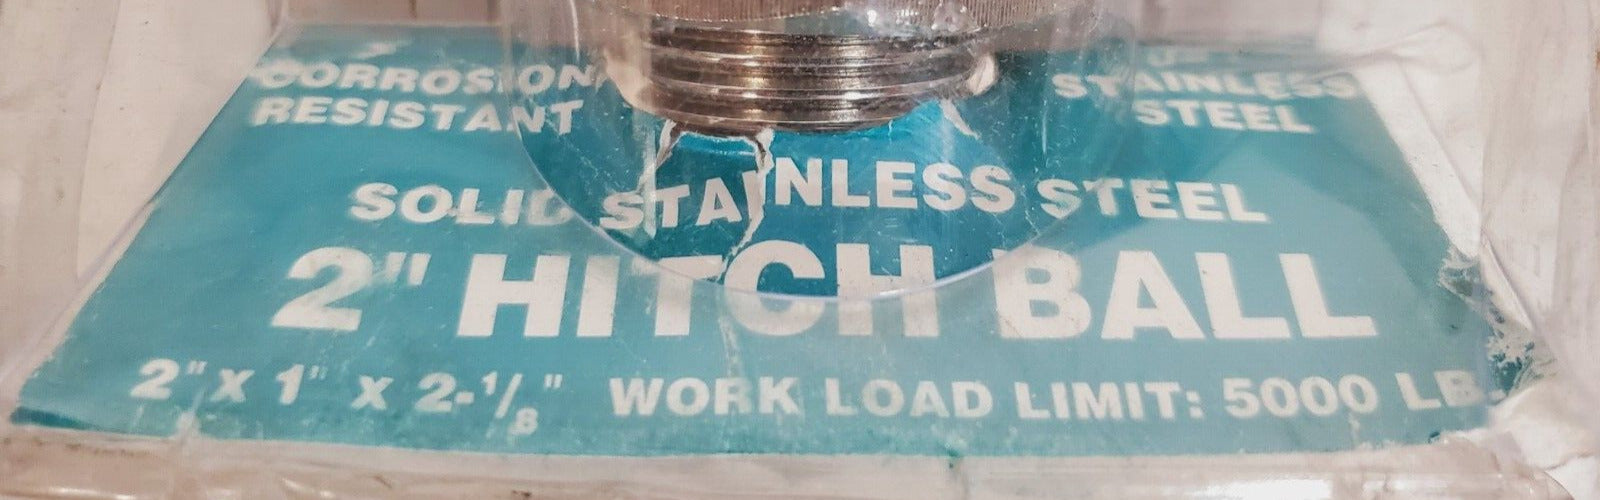 CORROSION
RESISTANT
STAINLESS
STEEL
SOLID STAINLESS STEEL
2" HITCH BALL
2" x 1" x 2-1/8" WORK LOAD LIMIT: 5000 LB.